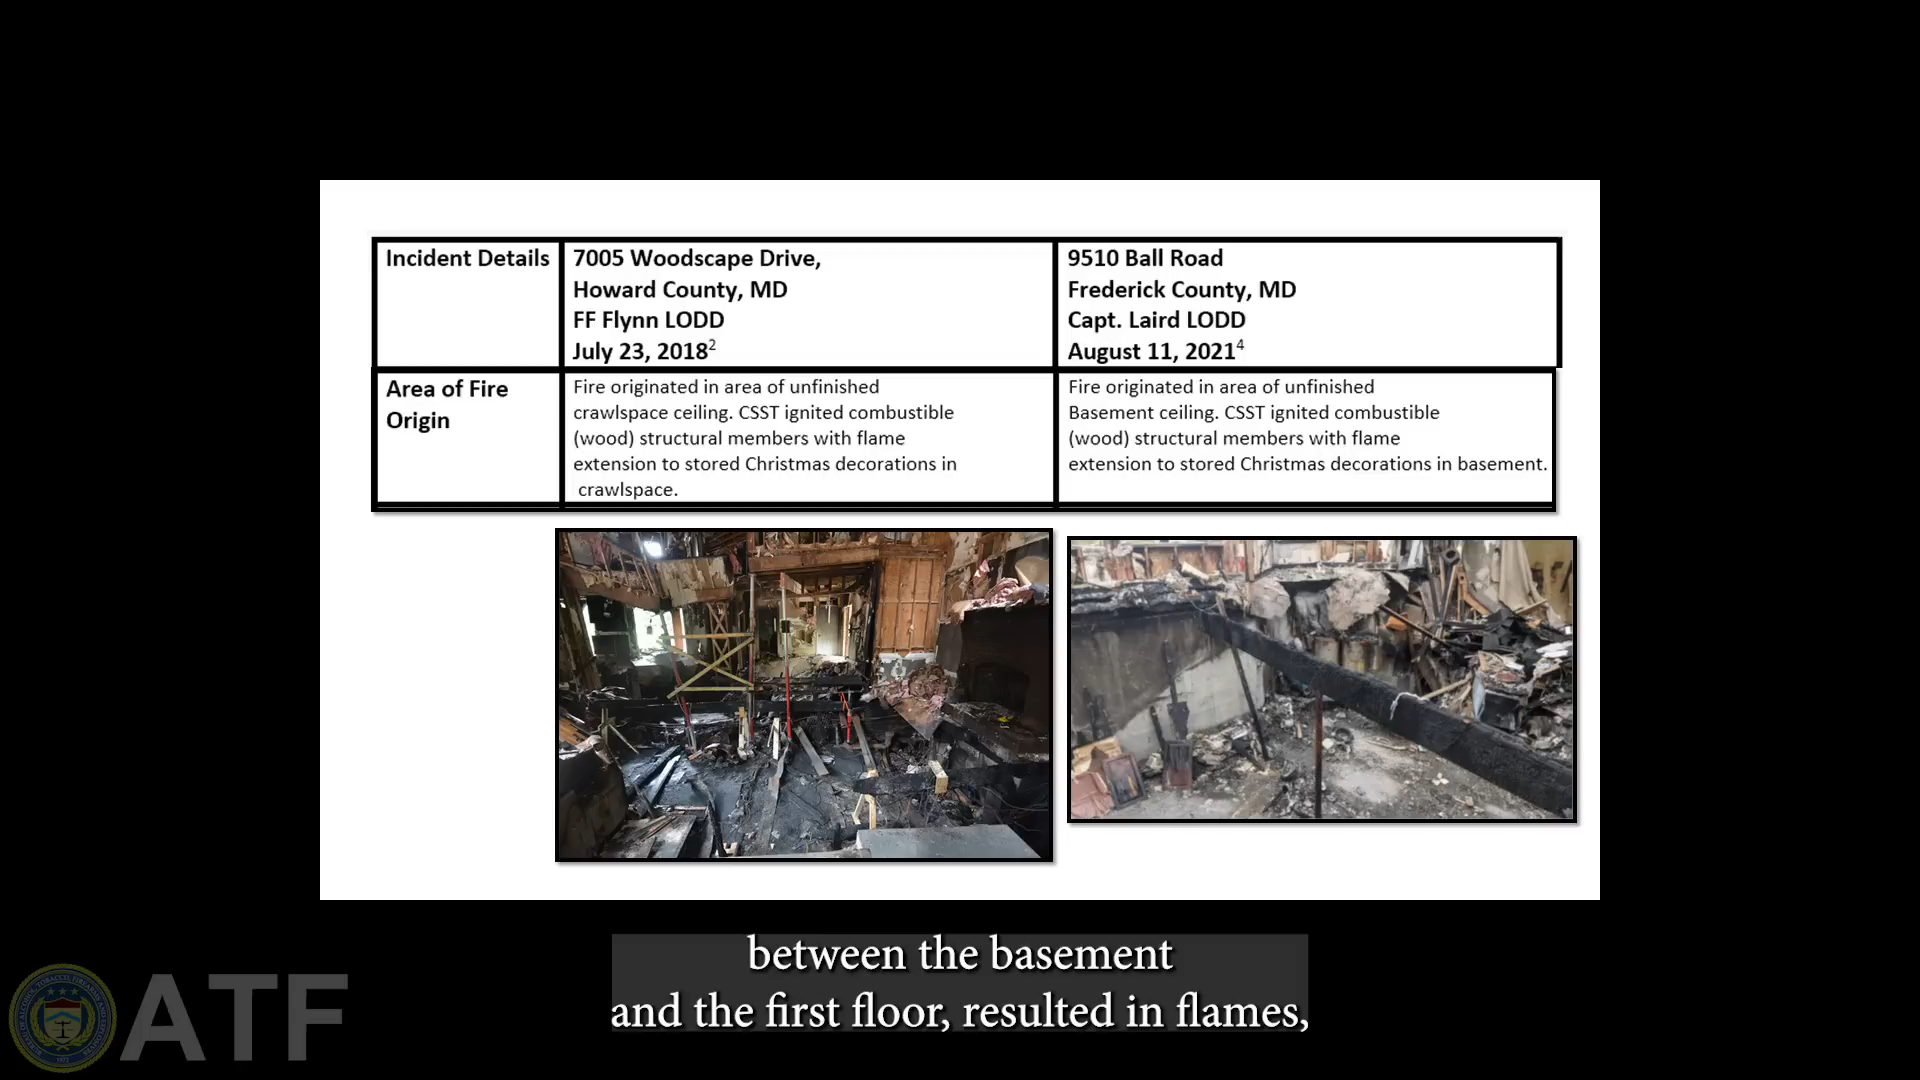 Incident Details
7005 Woodscape Drive,
Howard County, MD
FF Flynn LODD
July 23, 2018²
9510 Ball Road
Frederick County, MD
Capt. Laird LODD
August 11, 2021⁴
Area of Fire
Origin
Fire originated in area of unfinished
crawlspace ceiling. CSST ignited combustible
(wood) structural members with flame
extension to stored Christmas decorations in
crawlspace.
Fire originated in area of unfinished
Basement ceiling. CSST ignited combustible
(wood) structural members with flame
extension to stored Christmas decorations in basement.
between the basement
and the first floor, resulted in flames,
ATF